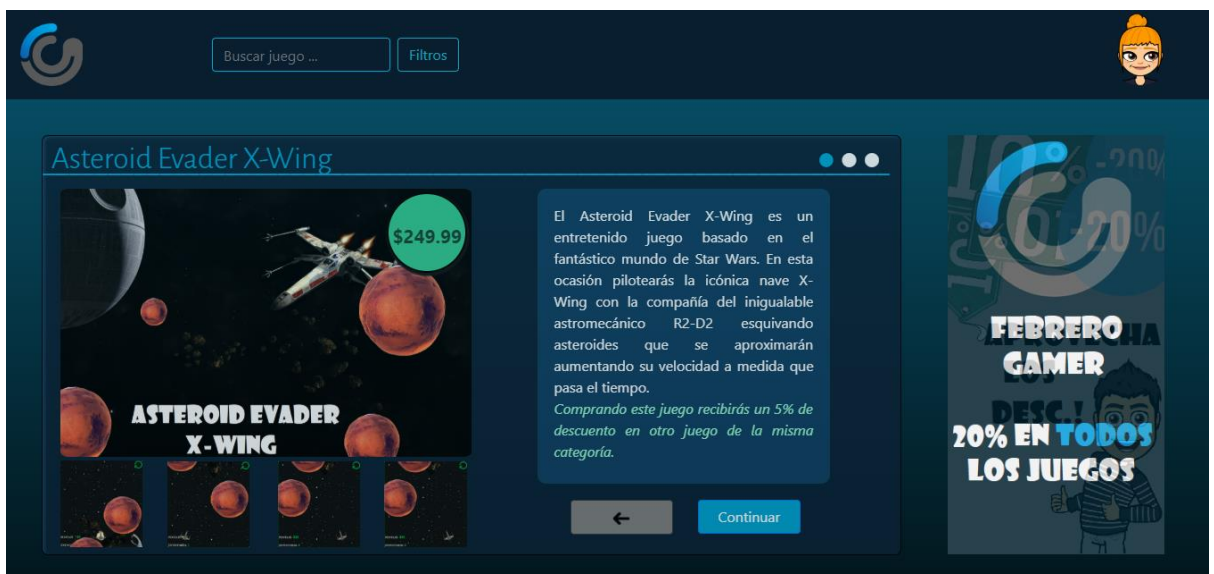 Buscar juego ...
Filtros
Asteroid Evader X-Wing
$249.99
ASTEROID EVADER
X-WING
El Asteroid Evader X-Wing es un
entretenido juego basado en el
fantástico mundo de Star Wars. En esta
ocasión pilotearás la icónica nave X-
Wing con la compañía del inigualable
astromecánico R2-D2 esquivando
asteroides que se aproximarán
aumentando su velocidad a medida que
pasa el tiempo.
Comprando este juego recibirás un 5% de
descuento en otro juego de la misma
categoría.
←
Continuar
-20%
-20%
FEBRERO
GAMER
LOS
DESC.!
20% EN TODOS
LOS JUEGOS